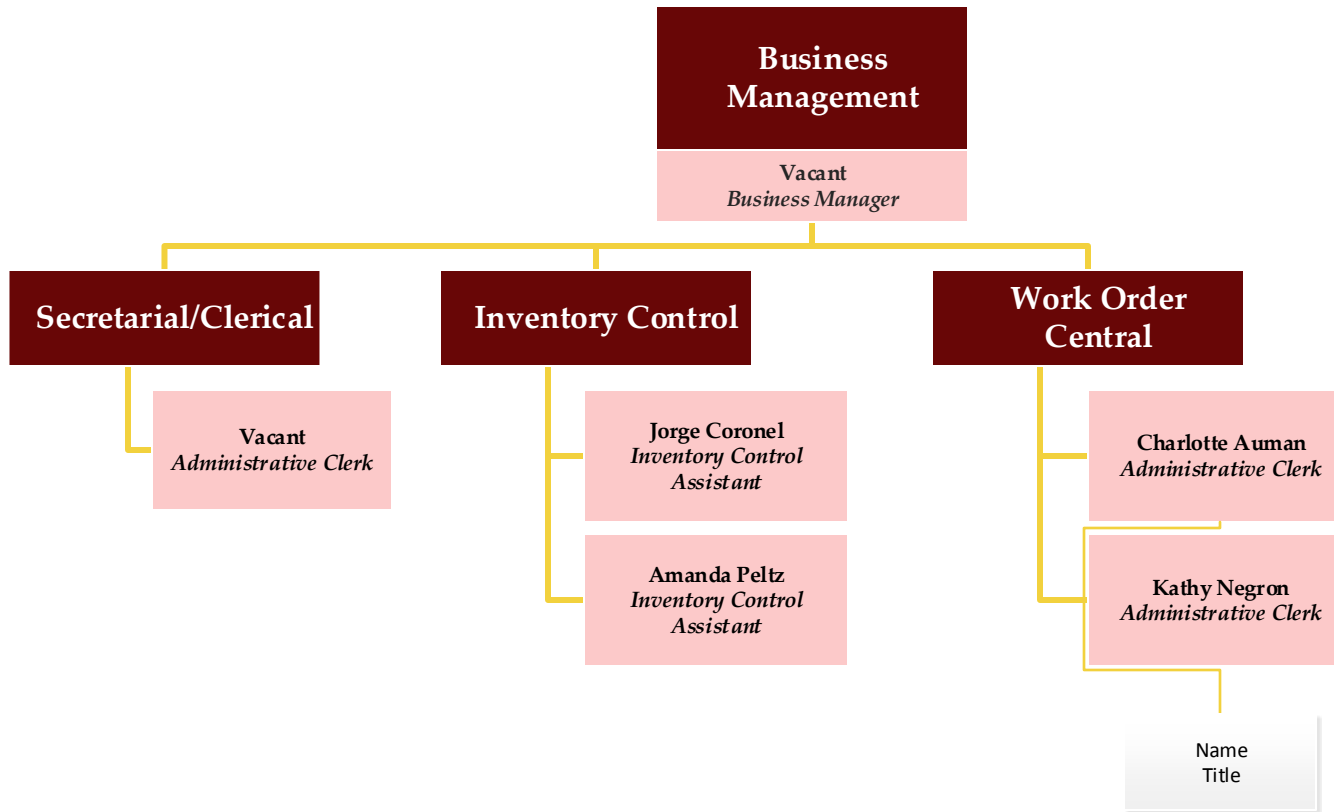 Business
Management
Vacant
Business Manager
Secretarial/Clerical
Vacant
Administrative Clerk
Inventory Control
Jorge Coronel
Inventory Control
Assistant
Amanda Peltz
Inventory Control
Assistant
Work Order
Central
Charlotte Auman
Administrative Clerk
Kathy Negron
Administrative Clerk
Name
Title